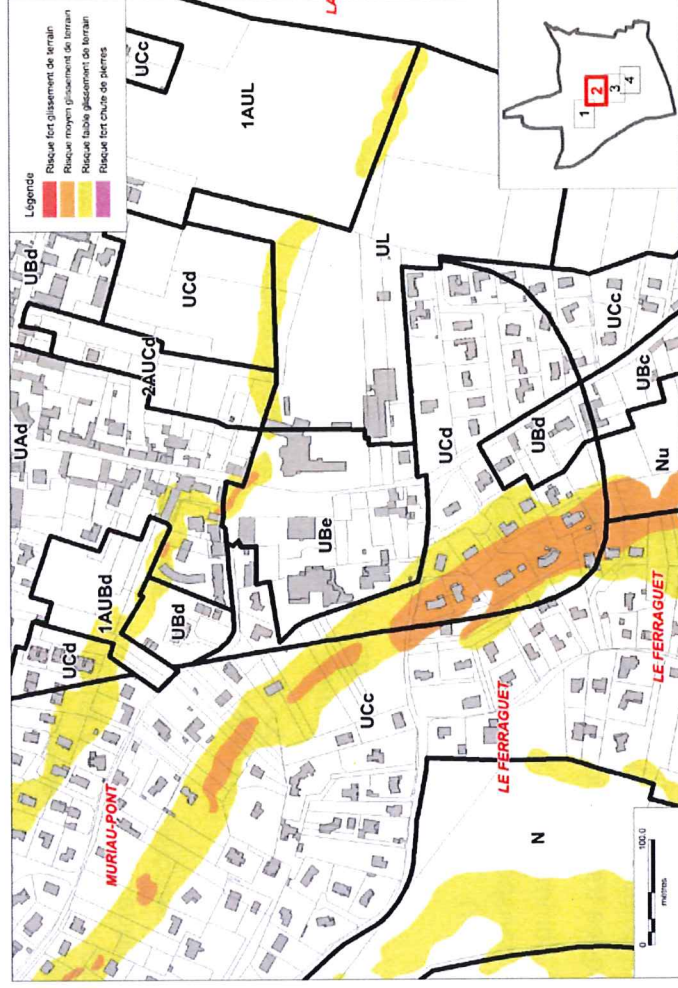 LA
Légende
Risque fort glissement de terrain
Risque moyen glissement de terrain
Risque faible glissement de terrain
Risque fort chute de pierres
UCc
1AUL
UBd
UCd
2AUCd
UAd
UL
1
2
3
4
1AUBd
UCd
UBd
UBe
UCd
UBd
UCc
UBc
Nu
MURIAU-PONT
UCc
LE FERRAGUET
LE FERRAGUET
N
0
100.0
mètres